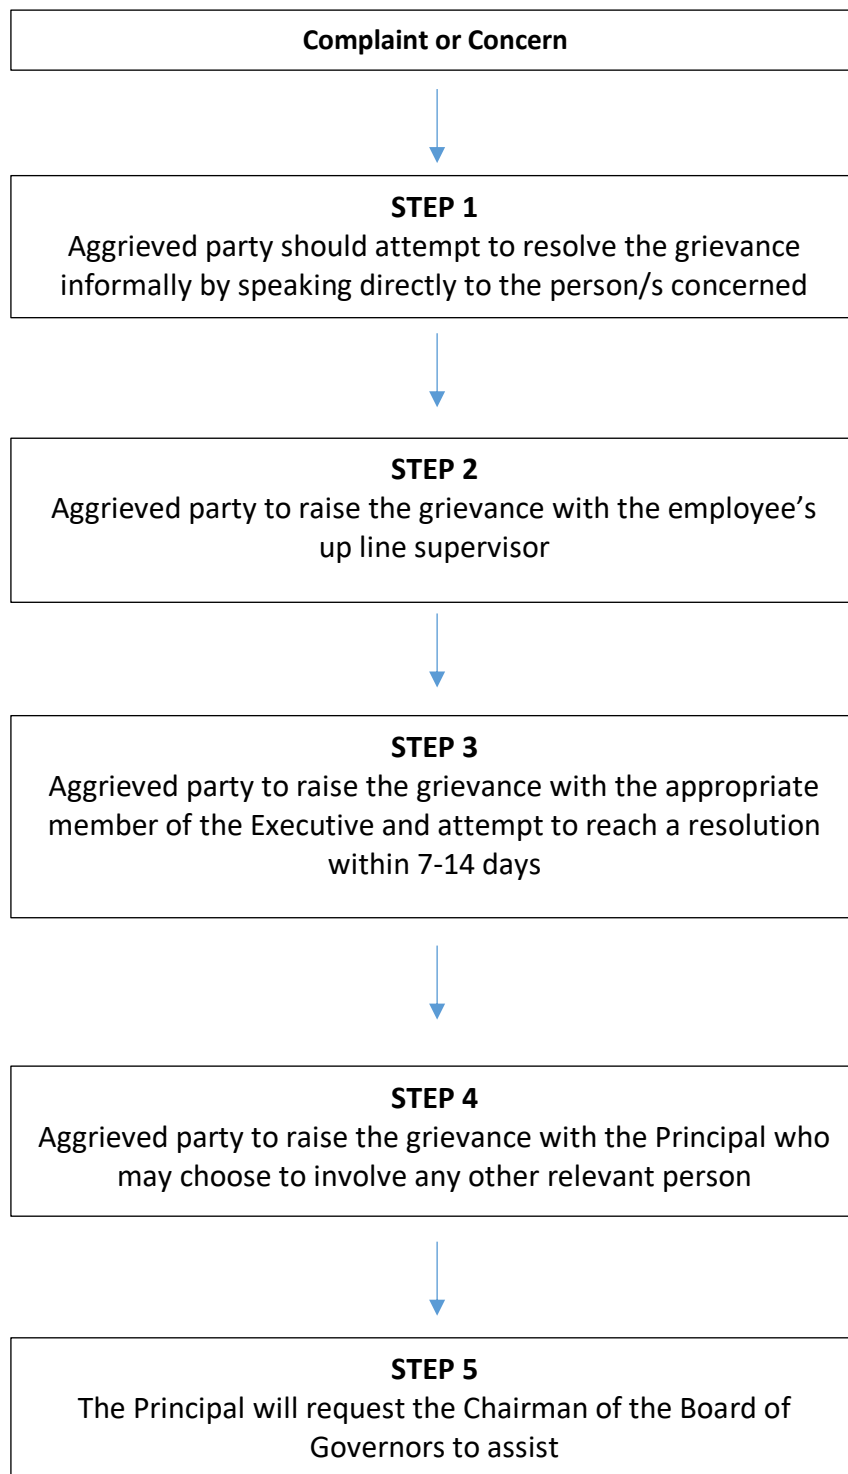 Complaint or Concern
STEP 1
Aggrieved party should attempt to resolve the grievance
informally by speaking directly to the person/s concerned
STEP 2
Aggrieved party to raise the grievance with the employee’s
up line supervisor
STEP 3
Aggrieved party to raise the grievance with the appropriate
member of the Executive and attempt to reach a resolution
within 7-14 days
STEP 4
Aggrieved party to raise the grievance with the Principal who
may choose to involve any other relevant person
STEP 5
The Principal will request the Chairman of the Board of
Governors to assist